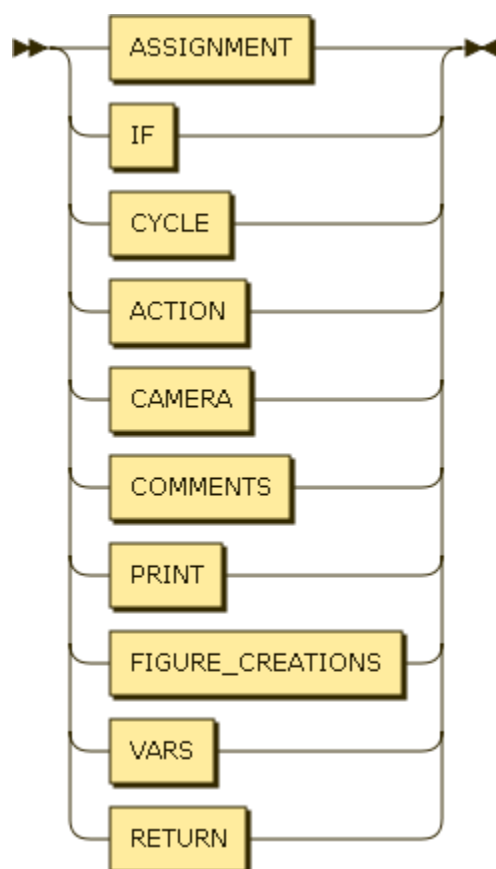 ASSIGNMENT
IF
CYCLE
ACTION
CAMERA
COMMENTS
PRINT
FIGURE_CREATIONS
VARS
RETURN